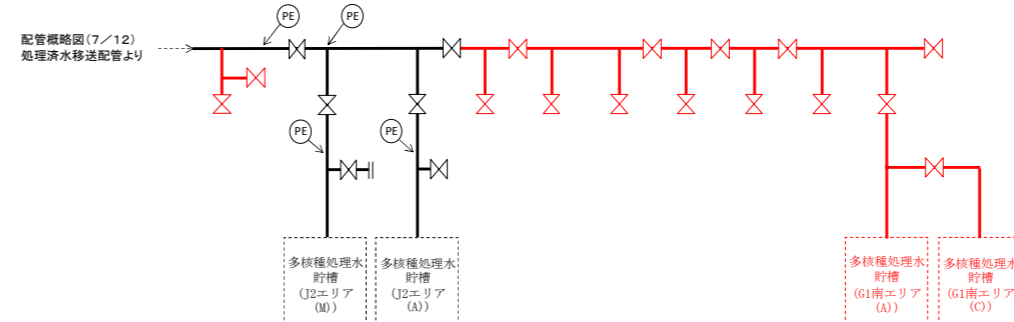 配管概略図(7/12)
処理済水移送配管より
PE
PE
PE
PE
多核種処理水
貯槽
(J2エリア
(M))
多核種処理水
貯槽
(J2エリア
(A))
多核種処理水
貯槽
(G1南エリア
(A))
多核種処理水
貯槽
(G1南エリア
(C))